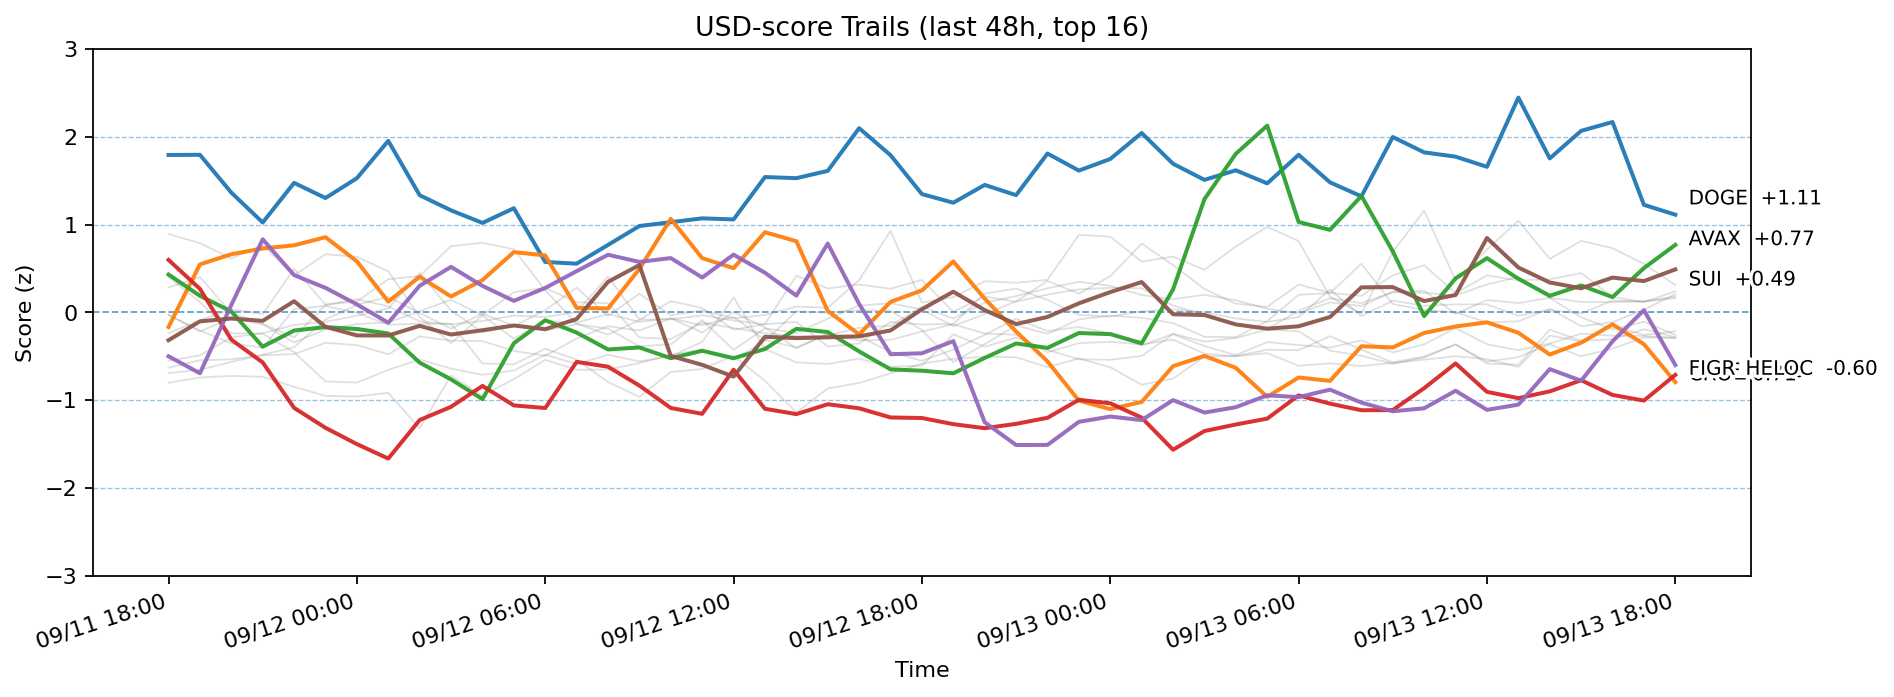 USD-score Trails (last 48h, top 16)
Score (z)
3
2
1
0
−1
−2
−3
DOGE +1.11
AVAX +0.77
SUI +0.49
FIGR_HELOC -0.60
09/11 18:00
09/12 00:00
09/12 06:00
09/12 12:00
09/12 18:00
09/13 00:00
09/13 06:00
09/13 12:00
09/13 18:00
Time